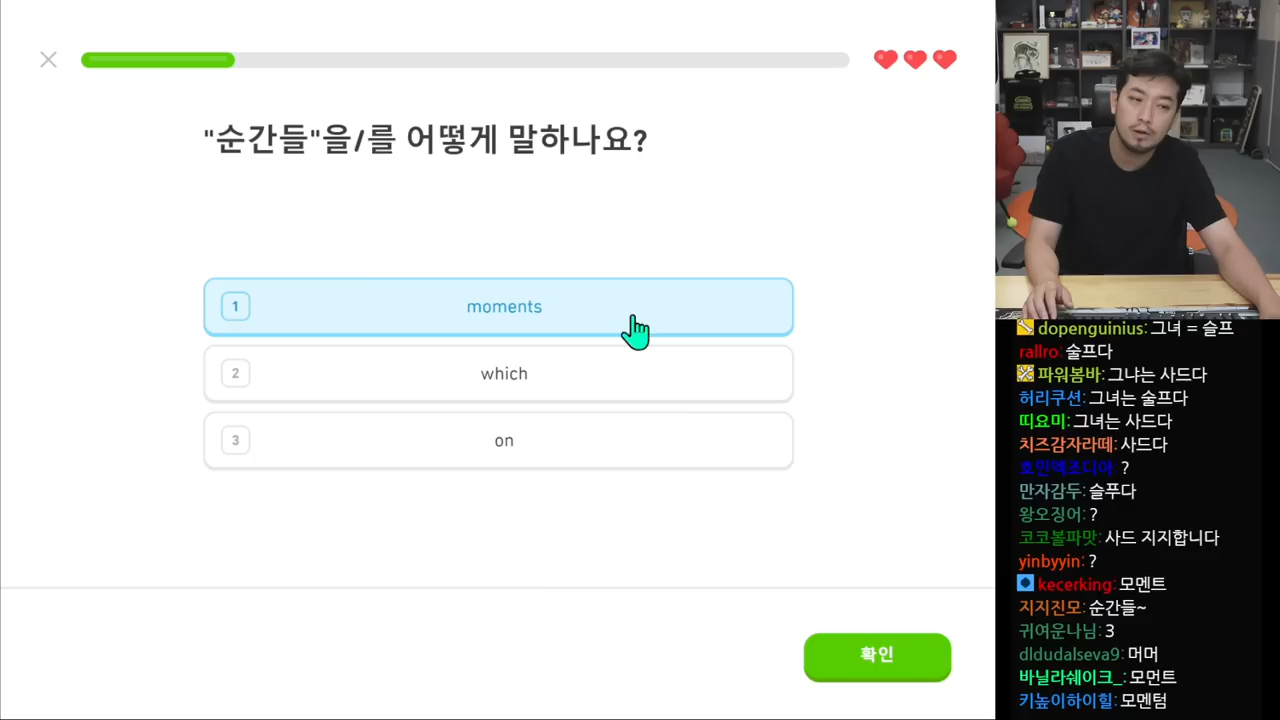 "순간들"을/를 어떻게 말하나요?
1 moments
2 which
3 on
확인
dopenguinius: 그녀 = 슬프
rallro: 술프다
파워봄바: 그냐는 사드다
허리쿠션: 그녀는 술프다
띠요미: 그녀는 사드다
치즈감자라떼: 사드다
호민엑조디아: ?
만자감두: 슬푸다
왕오징어: ?
코코볼파맛: 사드 지지합니다
yinbyyin: ?
kecerking: 모멘트
지지진모: 순간들~
귀여운나님: 3
dldudalseva9: 머머
바닐라쉐이크_: 모먼트
키높이하이힐: 모멘텀